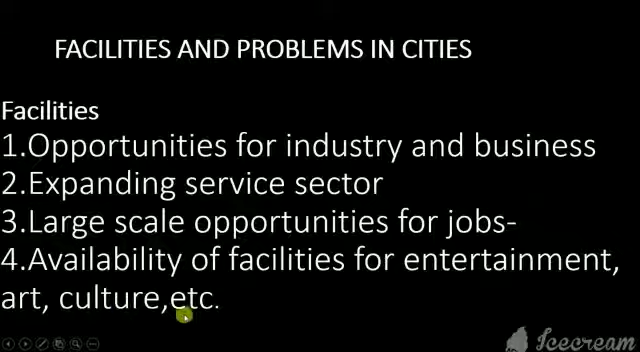 FACILITIES AND PROBLEMS IN CITIES
Facilities
1.Opportunities for industry and business
2.Expanding service sector
3.Large scale opportunities for jobs-
4.Availability of facilities for entertainment,
art, culture,etc.
Icecream